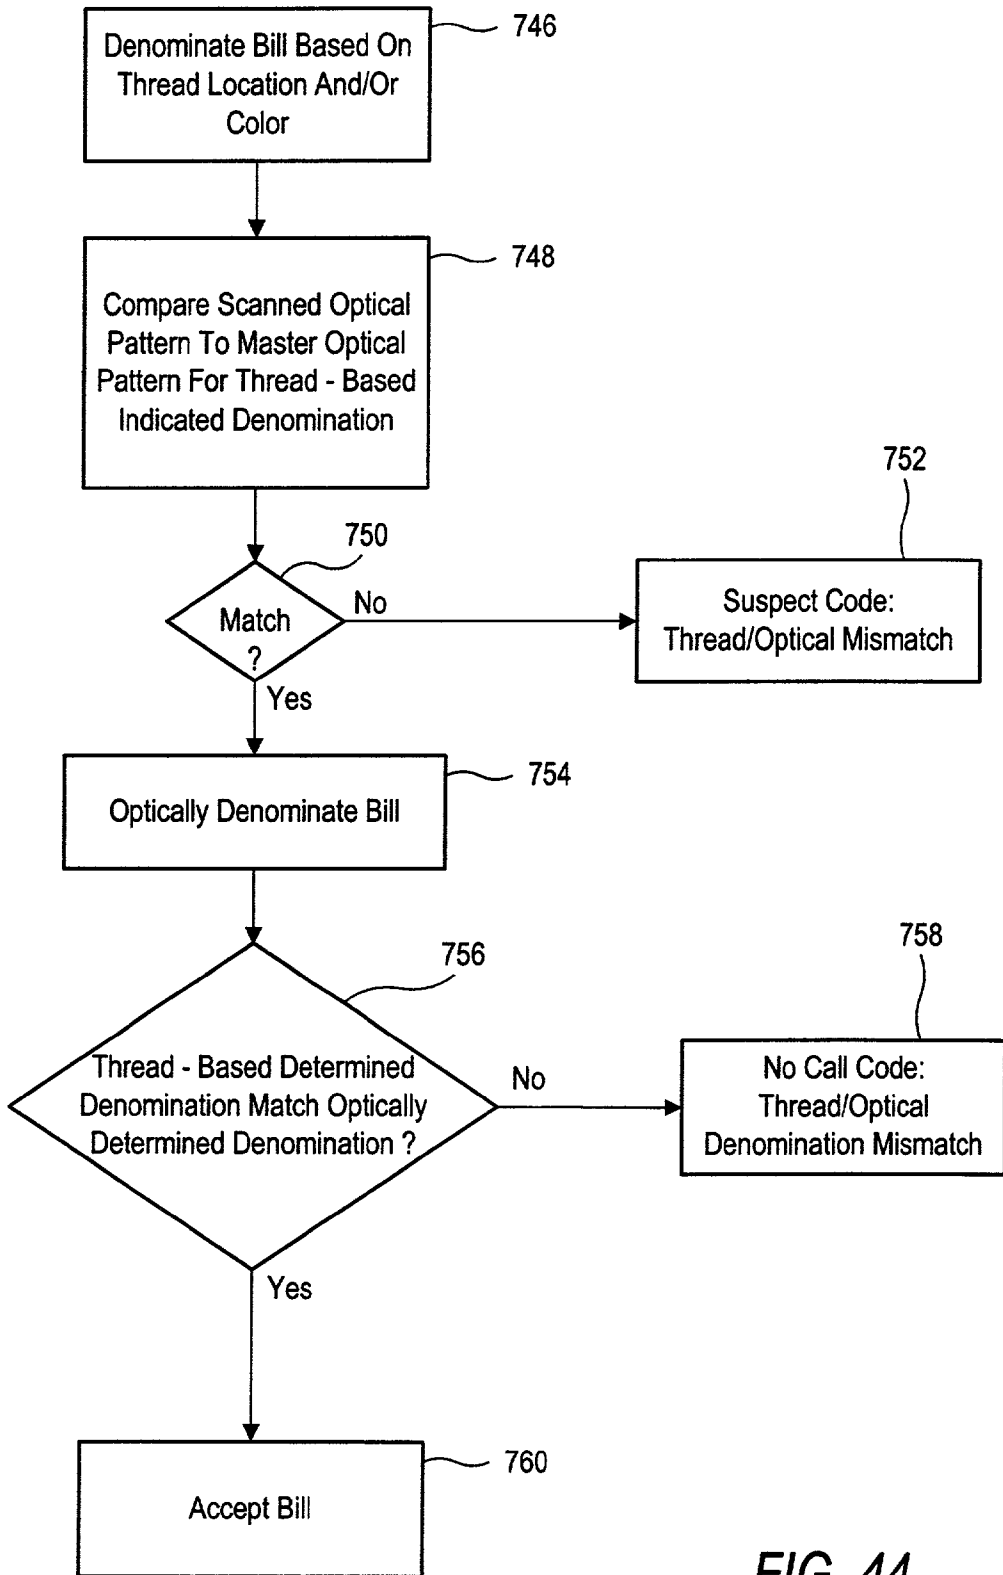 746
Denominate Bill Based On
Thread Location And/Or
Color
748
Compare Scanned Optical
Pattern To Master Optical
Pattern For Thread - Based
Indicated Denomination
750
Match
?
No
Yes
752
Suspect Code:
Thread/Optical Mismatch
754
Optically Denominate Bill
756
Thread - Based Determined
Denomination Match Optically
Determined Denomination ?
No
Yes
758
No Call Code:
Thread/Optical
Denomination Mismatch
760
Accept Bill
FIG. 44